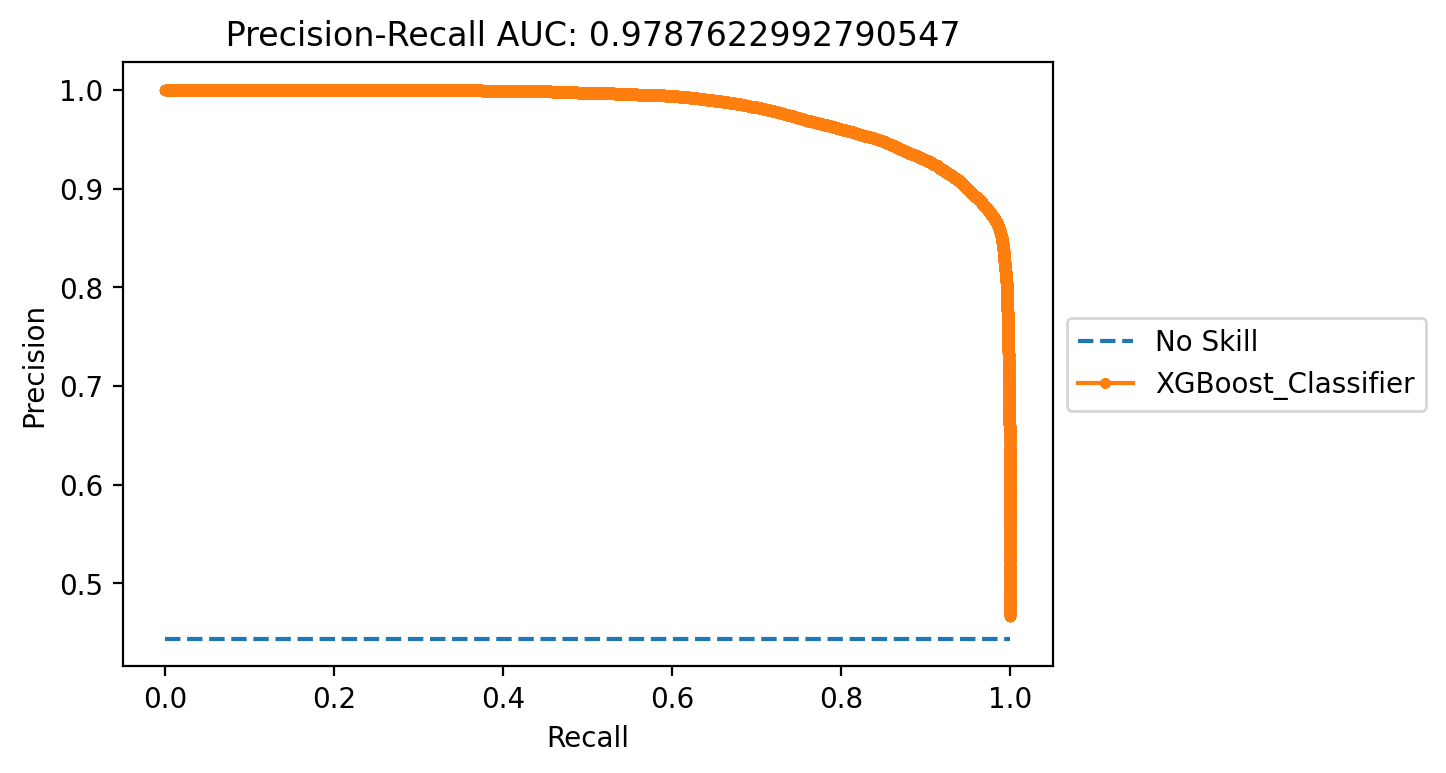 Precision-Recall AUC: 0.9787622992790547
1.0
0.9
0.8
0.7
0.6
0.5
Precision
0.0 0.2 0.4 0.6 0.8 1.0
Recall
No Skill
XGBoost_Classifier